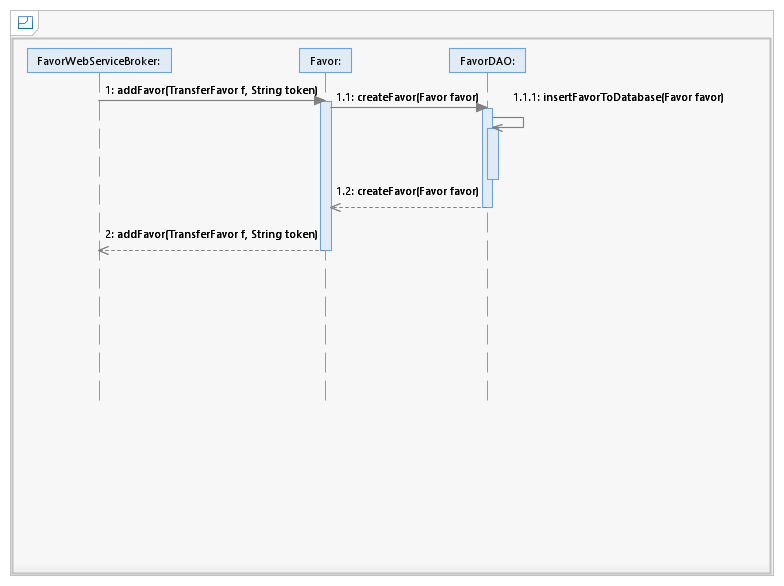 FavorWebServiceBroker:
Favor:
FavorDAO:
1: addFavor(TransferFavor f, String token)
1.1: createFavor(Favor favor)
1.1.1: insertFavorToDatabase(Favor favor)
1.2: createFavor(Favor favor)
2: addFavor(TransferFavor f, String token)